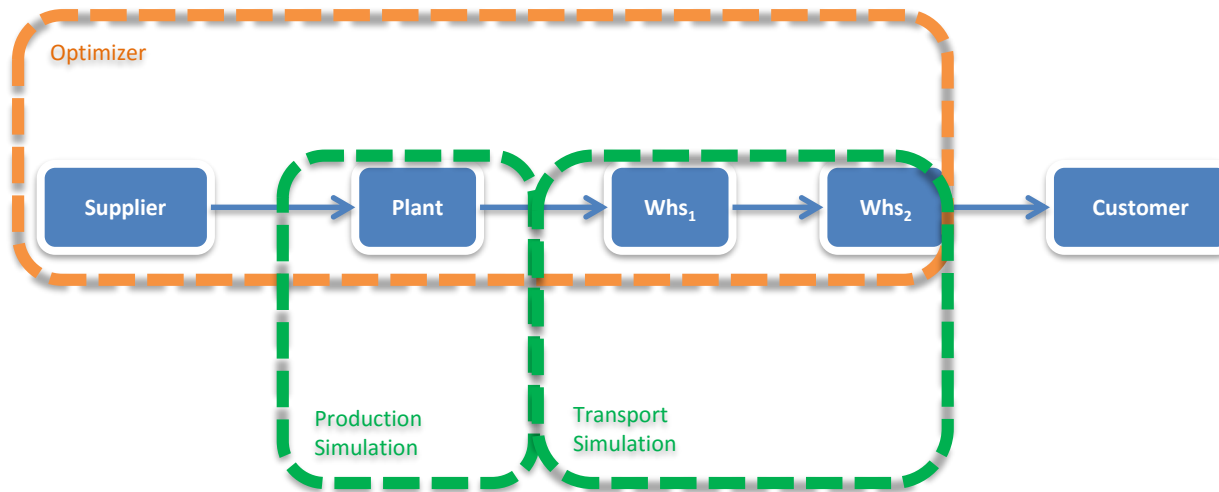 Optimizer
Supplier
Plant
Whs₁
Whs₂
Customer
Production
Simulation
Transport
Simulation